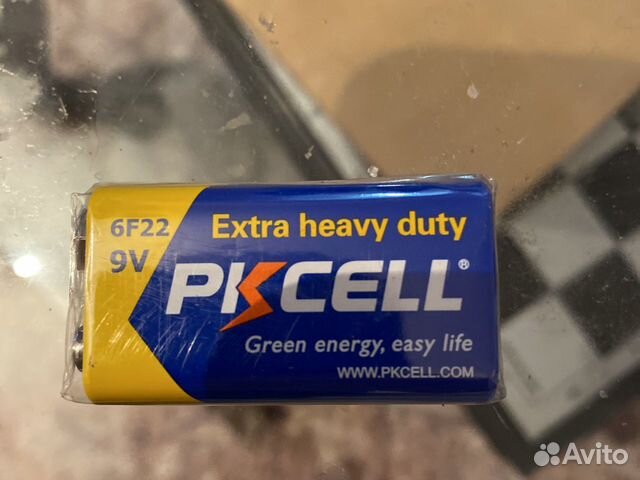 6F22
9V
Extra heavy duty
PKCELL®
Green energy, easy life
WWW.PKCELL.COM
Avito